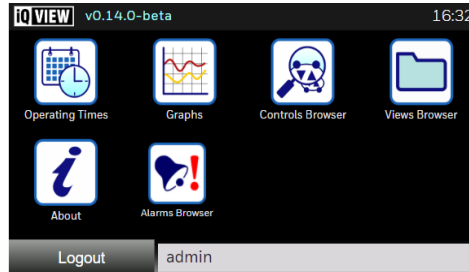 iQ VIEW v0.14.0-beta 16:32
Operating Times Graphs Controls Browser Views Browser
About Alarms Browser
Logout admin